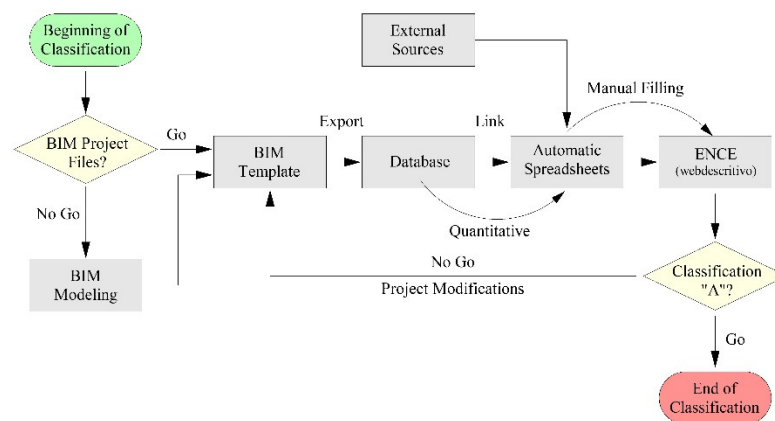 Beginning of
Classification
External
Sources
Manual Filling
BIM Project
Files?
Go
BIM
Template
Export
Database
Link
Automatic
Spreadsheets
ENCE
(webdescritivo)
No Go
Quantitative
BIM
Modeling
No Go
Project Modifications
Classification
"A"?
Go
End of
Classification